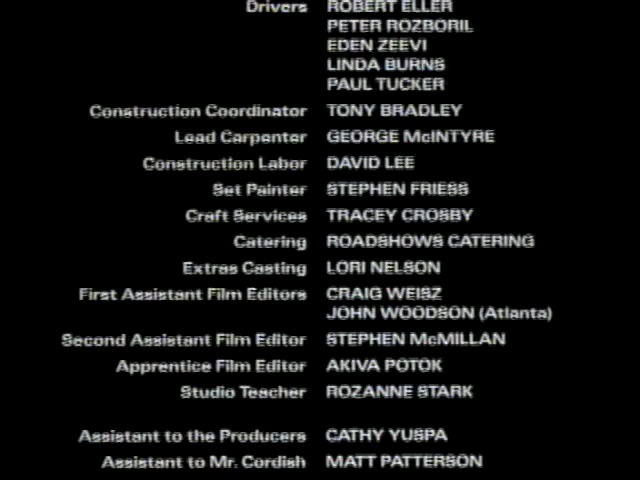 Drivers ROBERT ELLER
PETER ROZBORIL
EDEN ZEEVI
LINDA BURNS
PAUL TUCKER
Construction Coordinator TONY BRADLEY
Lead Carpenter GEORGE McINTYRE
Construction Labor DAVID LEE
Set Painter STEPHEN FRIESS
Craft Services TRACEY CROSBY
Catering ROADSHOWS CATERING
Extras Casting LORI NELSON
First Assistant Film Editors CRAIG WEISZ
JOHN WOODSON (Atlanta)
Second Assistant Film Editor STEPHEN McMILLAN
Apprentice Film Editor AKIVA POTOK
Studio Teacher ROZANNE STARK
Assistant to the Producers CATHY YUSPA
Assistant to Mr. Cordish MATT PATTERSON